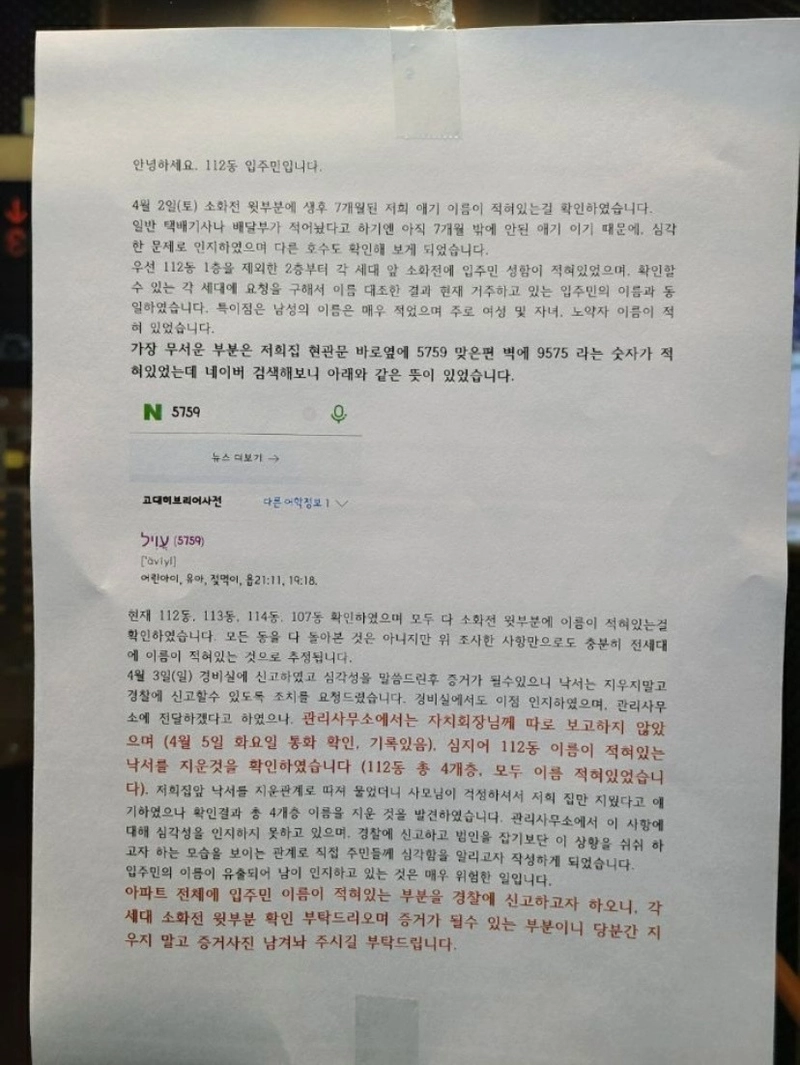 안녕하세요. 112동 입주민입니다.
4월 2일(토) 소화전 윗부분에 생후 7개월된 저희 얘기 이름이 적혀있는걸 확인하였습니다.
일반 택배기사나 배달부가 적어놨다고 하기엔 아직 7개월 밖에 안된 애기 이기 때문에, 심각
한 문제로 인지하였으며 다른 호수도 확인해 보게 되었습니다.
우선 112동 1층을 제외한 2층부터 각 세대 앞 소화전에 입주민 성함이 적혀있었으며, 확인할
수 있는 각 세대에 요청을 구해서 이름 대조한 결과 현재 거주하고 있는 입주민의 이름과 동
일하였습니다. 특이점은 남성의 이름은 매우 적었으며 주로 여성 및 자녀, 노약자 이름이 적
혀 있었습니다.
가장 무서운 부분은 저희집 현관문 바로옆에 5759 맞은편 벽에 9575 라는 숫자가 적
혀있었는데 네이버 검색해보니 아래와 같은 뜻이 있었습니다.
N 5759
뉴스 더보기 →
고대히브리어사전 다른 어학정보 1
עויל (5759)
['ăvîyl]
어린아이, 유아, 젖먹이, 욥21:11, 19:18.
현재 112동, 113동, 114동, 107동 확인하였으며 모두 다 소화전 윗부분에 이름이 적혀있는걸
확인하였습니다. 모든 동을 다 돌아본 것은 아니지만 위 조사한 사항만으로도 충분히 전세대
에 이름이 적혀있는 것으로 추정됩니다.
4월 3일(일) 경비실에 신고하였고 심각성을 말씀드린후 증거가 될수있으니 낙서는 지우지말고
경찰에 신고할수 있도록 조치를 요청드렸습니다. 경비실에서도 이점 인지하였으며, 관리사무
소에 전달하겠다고 하였으나, 관리사무소에서는 자치회장님께 따로 보고하지 않았
으며 (4월 5일 화요일 통화 확인, 기록있음), 심지어 112동 이름이 적혀있는
낙서를 지운것을 확인하였습니다 (112동 총 4개층, 모두 이름 적혀있었습니
다). 저희집앞 낙서를 지운관계로 따져 물었더니 사모님이 걱정하셔서 저희 집만 지웠다고 얘
기하였으나 확인결과 총 4개층 이름을 지운 것을 발견하였습니다. 관리사무소에서 이 사항에
대해 심각성을 인지하지 못하고 있으며, 경찰에 신고하고 범인을 잡기보단 이 상황을 쉬쉬 하
고자 하는 모습을 보이는 관계로 직접 주민들께 심각함을 알리고자 작성하게 되었습니다.
입주민의 이름이 유출되어 남이 인지하고 있는 것은 매우 위험한 일입니다.
아파트 전체에 입주민 이름이 적혀있는 부분을 경찰에 신고하고자 하오니, 각
세대 소화전 윗부분 확인 부탁드리오며 증거가 될수 있는 부분이니 당분간 지
우지 말고 증거사진 남겨놔 주시길 부탁드립니다.